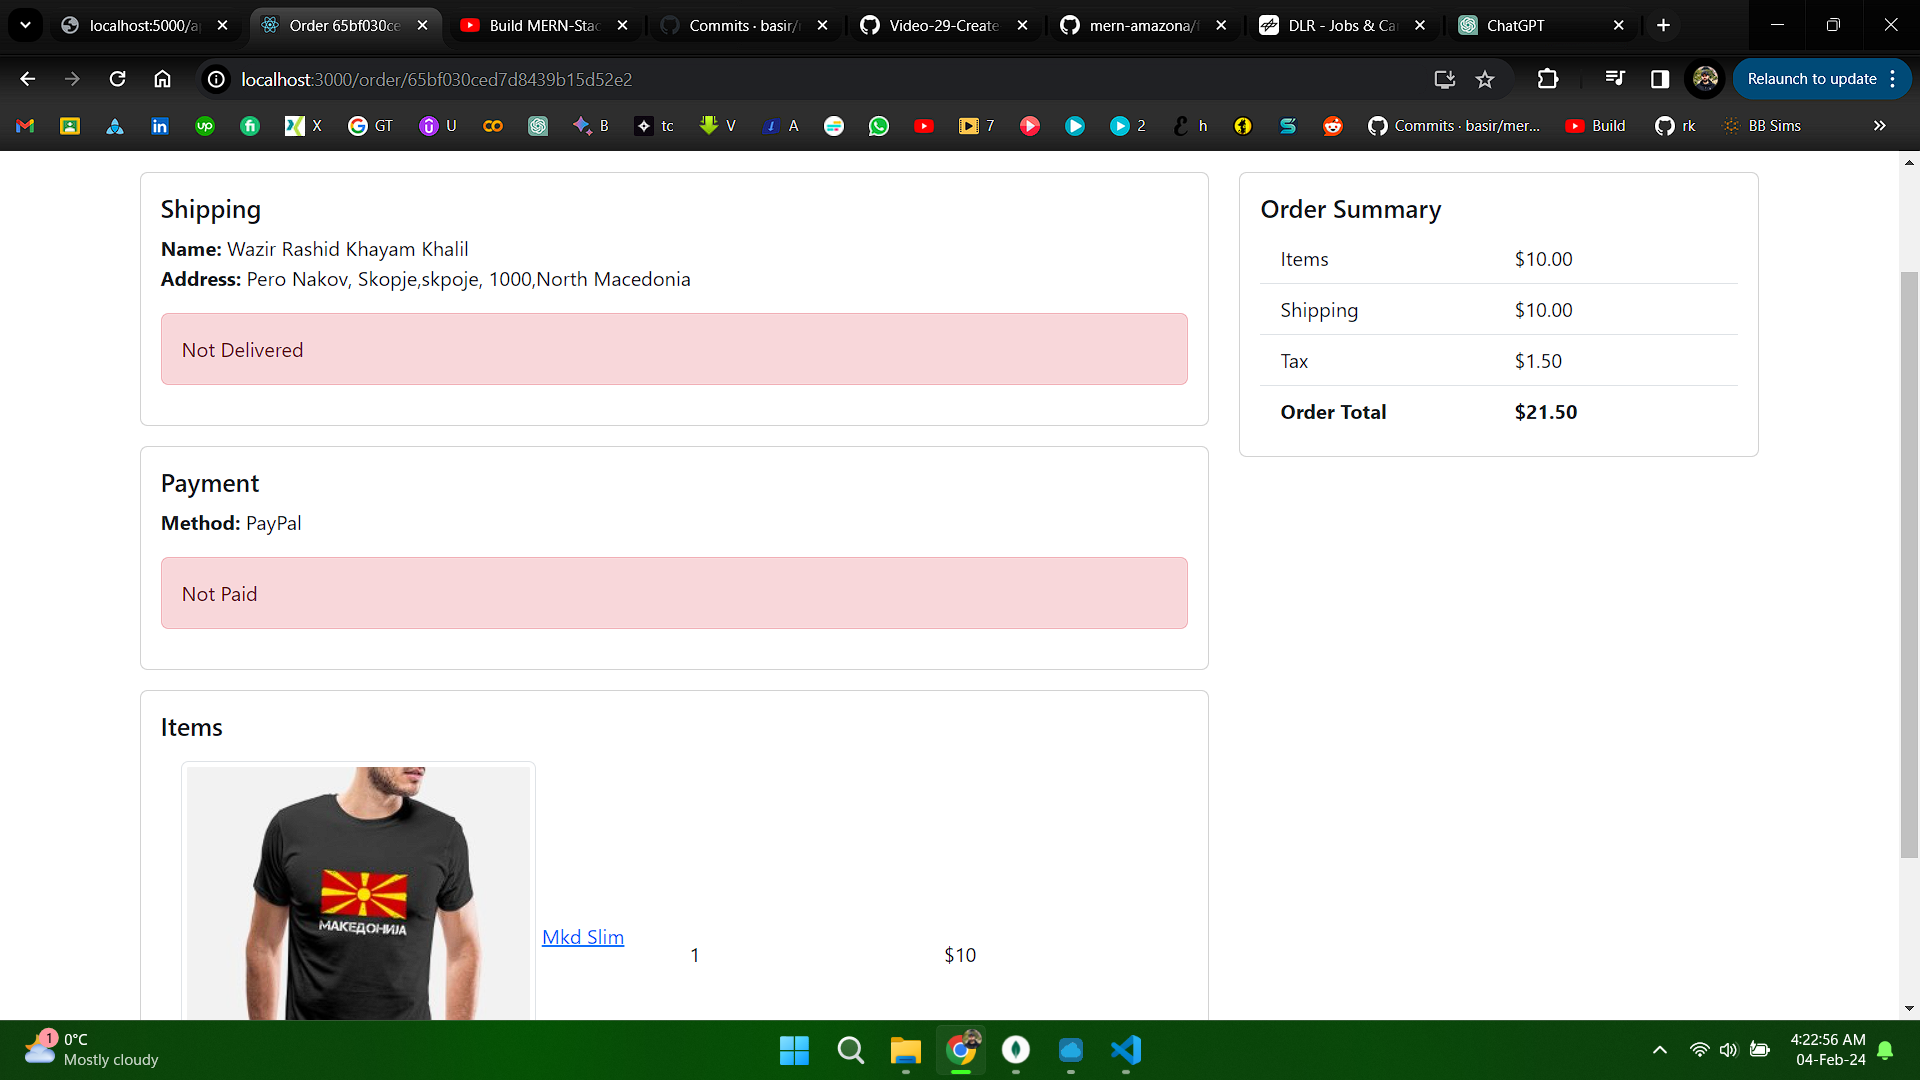 localhost:5000/a
Order 65bf030ce
Build MERN-Stac
Commits · basir/
Video-29-Create
mern-amazona/
DLR - Jobs & Ca
ChatGPT
localhost:3000/order/65bf030ced7d8439b15d52e2
Relaunch to update
X
GT
U
B
tc
V
A
7
2
h
Commits · basir/mer...
Build
rk
BB Sims
Shipping
Name: Wazir Rashid Khayam Khalil
Address: Pero Nakov, Skopje,skpoje, 1000,North Macedonia
Not Delivered
Payment
Method: PayPal
Not Paid
Items
МАКЕДОНИЈА
Mkd Slim
1
$10
Order Summary
Items $10.00
Shipping $10.00
Tax $1.50
Order Total $21.50
1
0°C
Mostly cloudy
4:22:56 AM
04-Feb-24